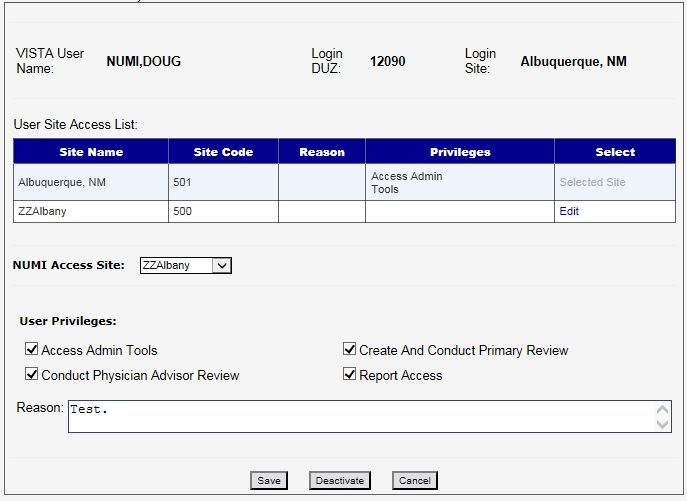 VISTA User Name: NUMI,DOUG Login DUZ: 12090 Login Site: Albuquerque, NM
User Site Access List:
Site Name Site Code Reason Privileges Select
Albuquerque, NM 501 Access Admin Tools Selected Site
ZZAlbany 500 Edit
NUMI Access Site: ZZAlbany
User Privileges:
Access Admin Tools Create And Conduct Primary Review
Conduct Physician Advisor Review Report Access
Reason: Test.
Save Deactivate Cancel